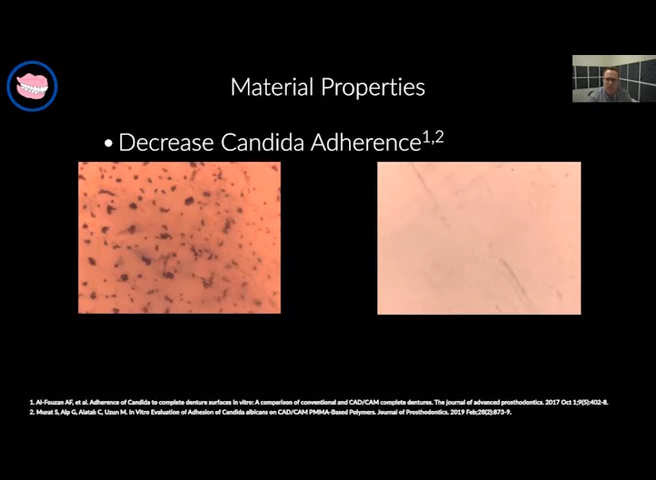 Material Properties
• Decrease Candida Adherence1,2
1. Al-Fouzan AF, et al. Adherence of Candida to complete denture surfaces in vitro: A comparison of conventional and CAD/CAM complete dentures. The journal of advanced prosthodontics. 2017 Oct 1;9(5):402-8.
2. Murat S, Alp G, Alatalı C, Uzun M. In Vitro Evaluation of Adhesion of Candida albicans on CAD/CAM PMMA-Based Polymers. Journal of Prosthodontics. 2019 Feb;28(2):e873-9.